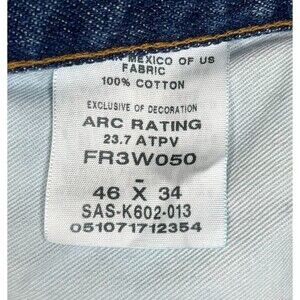 MEXICO OF US
FABRIC
100% COTTON
EXCLUSIVE OF DECORATION
ARC RATING
23.7 ATPV
FR3W050
-
46 X 34
SAS-K602-013
051071712354